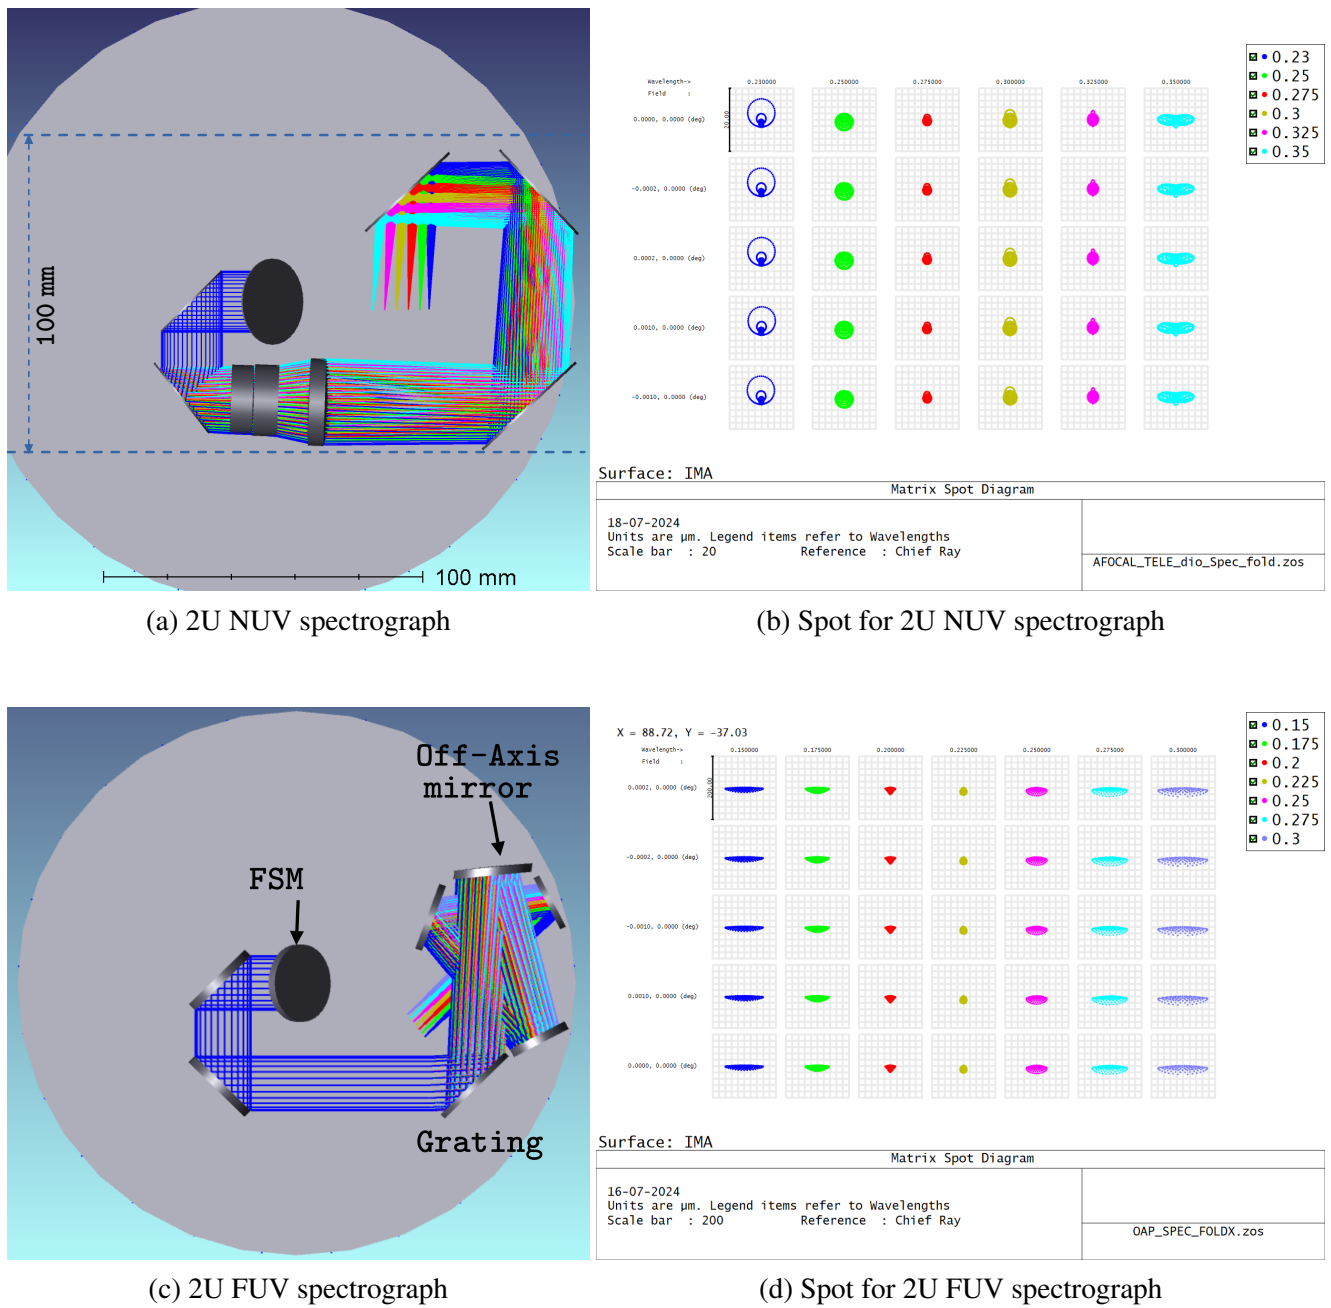 100 mm
100 mm
(a) 2U NUV spectrograph
Wavelength->
0.230000 0.250000 0.275000 0.300000 0.325000 0.350000
Field :
0.0000, 0.0000 (deg)
20.00
-0.0002, 0.0000 (deg)
0.0002, 0.0000 (deg)
0.0010, 0.0000 (deg)
-0.0010, 0.0000 (deg)
0.23
0.25
0.275
0.3
0.325
0.35
Surface: IMA
Matrix Spot Diagram
18-07-2024
Units are µm. Legend items refer to Wavelengths
Scale bar : 20 Reference : Chief Ray
AFOCAL_TELE_dio_Spec_fold.zos
(b) Spot for 2U NUV spectrograph
Off-Axis
mirror
FSM
Grating
(c) 2U FUV spectrograph
X = 88.72, Y = -37.03
Wavelength->
0.150000 0.175000 0.200000 0.225000 0.250000 0.275000 0.300000
Field :
0.0002, 0.0000 (deg)
200.00
-0.0002, 0.0000 (deg)
-0.0010, 0.0000 (deg)
0.0010, 0.0000 (deg)
0.0000, 0.0000 (deg)
0.15
0.175
0.2
0.225
0.25
0.275
0.3
Surface: IMA
Matrix Spot Diagram
16-07-2024
Units are µm. Legend items refer to Wavelengths
Scale bar : 200 Reference : Chief Ray
OAP_SPEC_FOLDX.zos
(d) Spot for 2U FUV spectrograph